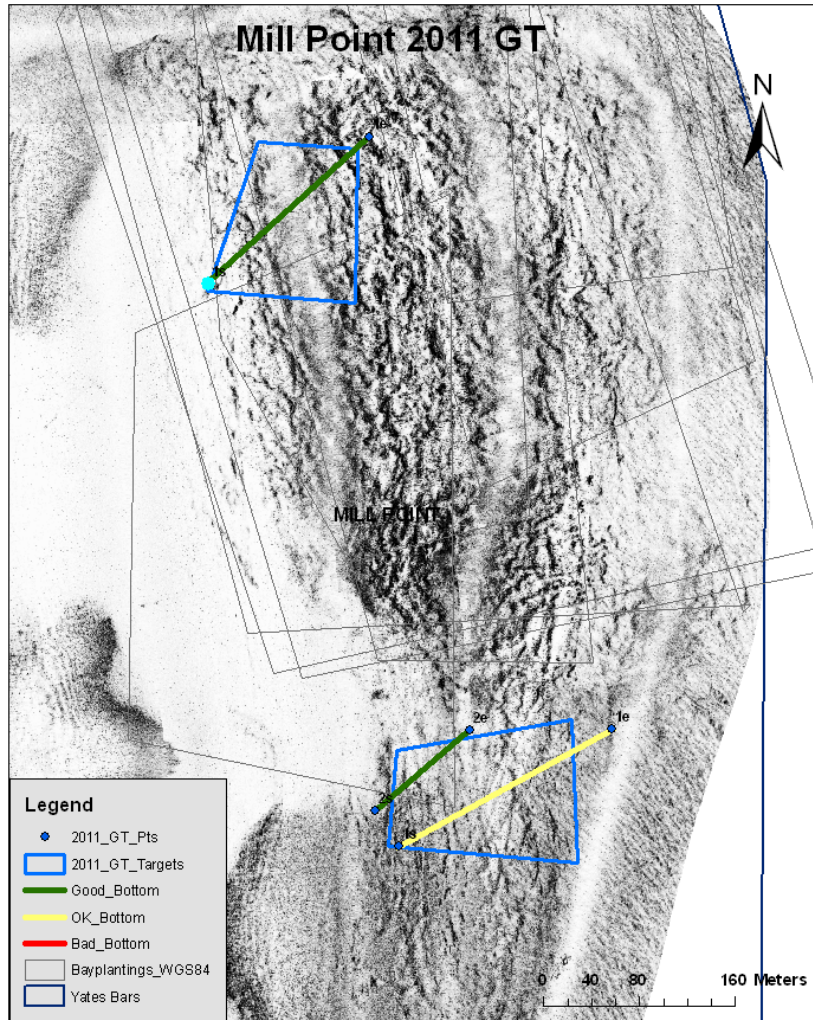 Mill Point 2011 GT
N
1e
1s
MILL POINT
2e
1e
2s
1s
Legend
2011_GT_Pts
2011_GT_Targets
Good_Bottom
OK_Bottom
Bad_Bottom
Bayplantings_WGS84
Yates Bars
0 40 80 160 Meters